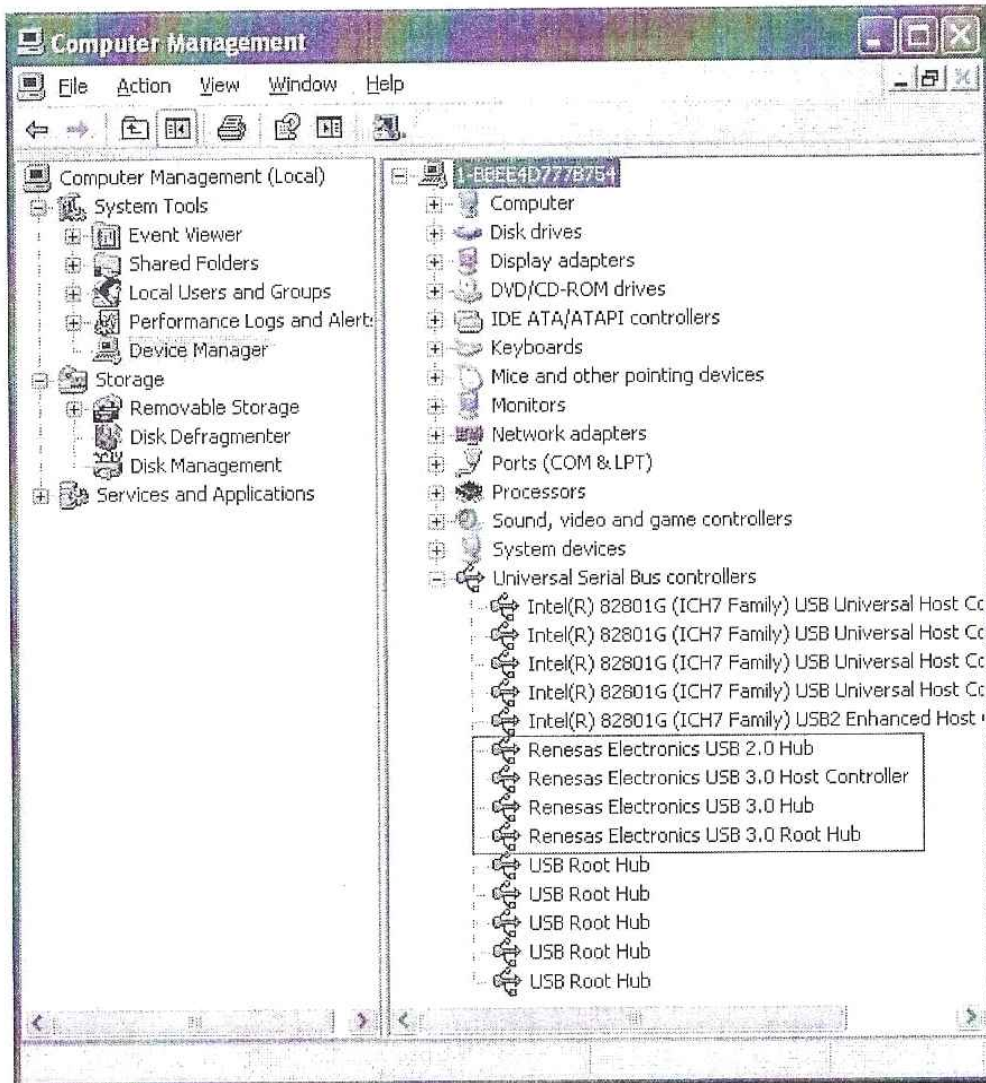 Computer Management
File Action View Window Help
Computer Management (Local)
System Tools
Event Viewer
Shared Folders
Local Users and Groups
Performance Logs and Alert
Device Manager
Storage
Removable Storage
Disk Defragmenter
Disk Management
Services and Applications
Computer
Disk drives
Display adapters
DVD/CD-ROM drives
IDE ATA/ATAPI controllers
Keyboards
Mice and other pointing devices
Monitors
Network adapters
Ports (COM & LPT)
Processors
Sound, video and game controllers
System devices
Universal Serial Bus controllers
Intel(R) 82801G (ICH7 Family) USB Universal Host Cc
Intel(R) 82801G (ICH7 Family) USB Universal Host Cc
Intel(R) 82801G (ICH7 Family) USB Universal Host Cc
Intel(R) 82801G (ICH7 Family) USB Universal Host Cc
Intel(R) 82801G (ICH7 Family) USB2 Enhanced Host
Renesas Electronics USB 2.0 Hub
Renesas Electronics USB 3.0 Host Controller
Renesas Electronics USB 3.0 Hub
Renesas Electronics USB 3.0 Root Hub
USB Root Hub
USB Root Hub
USB Root Hub
USB Root Hub
USB Root Hub